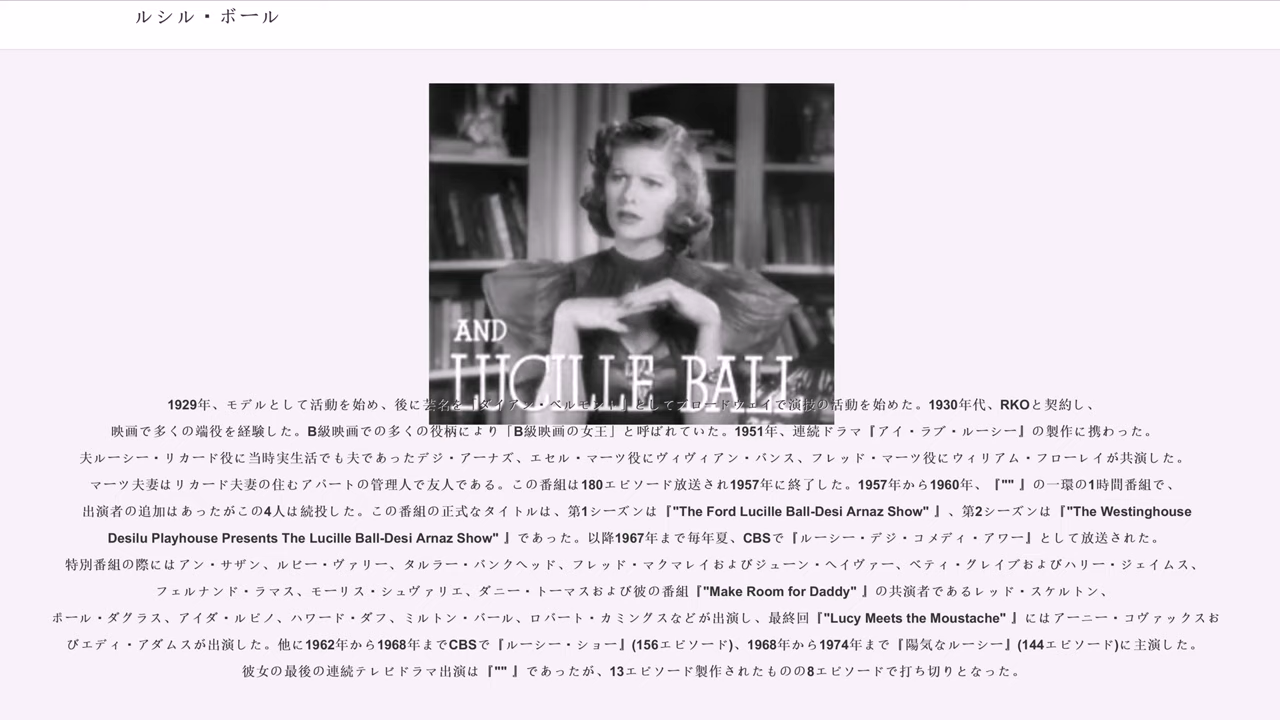 ルシル・ボール
AND
LUCILLE BALL
1929年、モデルとして活動を始め、後に芸名を「ダイアン・ベルモント」としてブロードウェイで演技の活動を始めた。1930年代、RKOと契約し、
映画で多くの端役を経験した。B級映画での多くの役柄により「B級映画の女王」と呼ばれていた。1951年、連続ドラマ『アイ・ラブ・ルーシー』の製作に携わった。
夫ルーシー・リカード役に当時実生活でも夫であったデジ・アーナズ、エセル・マーツ役にヴィヴィアン・バンス、フレッド・マーツ役にウィリアム・フローレイが共演した。
マーツ夫妻はリカード夫妻の住むアパートの管理人で友人である。この番組は180エピソード放送され1957年に終了した。1957年から1960年、『"" 』の一環の1時間番組で、
出演者の追加はあったがこの4人は続投した。この番組の正式なタイトルは、第1シーズンは『"The Ford Lucille Ball-Desi Arnaz Show" 』、第2シーズンは『"The Westinghouse
Desilu Playhouse Presents The Lucille Ball-Desi Arnaz Show" 』であった。以降1967年まで毎年夏、CBSで『ルーシー・デジ・コメディ・アワー』として放送された。
特別番組の際にはアン・サザン、ルビー・ヴァリー、タルラー・バンクヘッド、フレッド・マクマレイおよびジューン・ヘイヴァー、ベティ・グレイブおよびハリー・ジェイムス、
フェルナンド・ラマス、モーリス・シュヴァリエ、ダニー・トーマスおよび彼の番組『"Make Room for Daddy" 』の共演者であるレッド・スケルトン、
ポール・ダグラス、アイダ・ルピノ、ハワード・ダフ、ミルトン・バール、ロバート・カミングスなどが出演し、最終回『"Lucy Meets the Moustache" 』にはアーニー・コヴァックスお
びエディ・アダムスが出演した。他に1962年から1968年までCBSで『ルーシー・ショー』(156エピソード)、1968年から1974年まで『陽気なルーシー』(144エピソード)に主演した。
彼女の最後の連続テレビドラマ出演は『"" 』であったが、13エピソード製作されたものの8エピソードで打ち切りとなった。